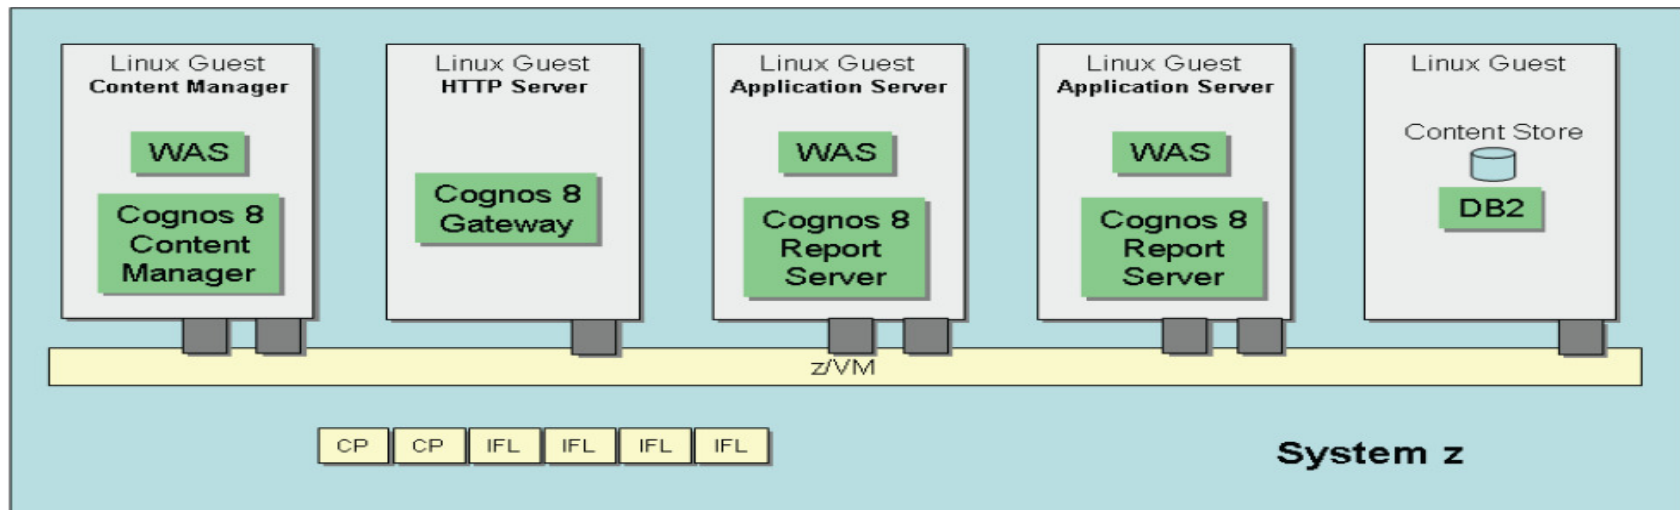 Linux Guest
Content Manager
WAS
Cognos 8
Content
Manager
Linux Guest
HTTP Server
Cognos 8
Gateway
Linux Guest
Application Server
WAS
Cognos 8
Report
Server
Linux Guest
Application Server
WAS
Cognos 8
Report
Server
Linux Guest
Content Store
DB2
z/VM
CP CP IFL IFL IFL IFL
System z